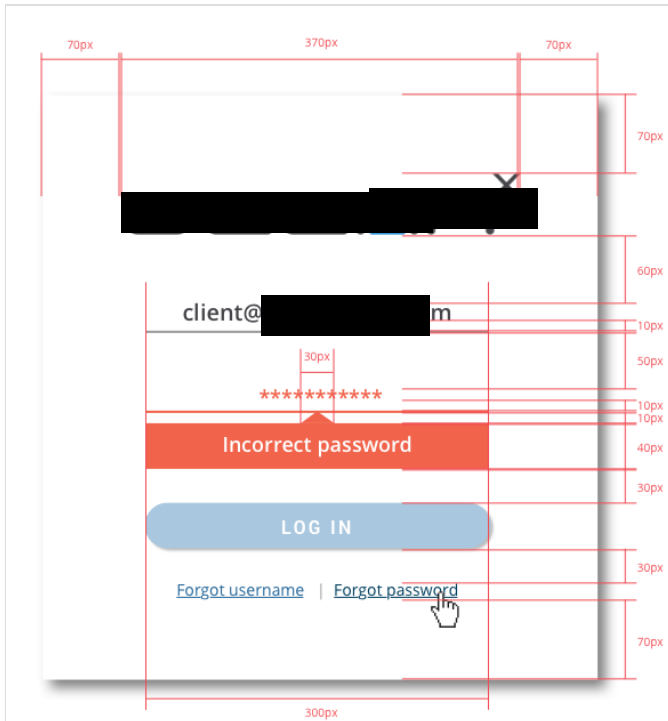 70px 370px 70px
70px
60px
client@ m
10px
50px
30px
***********
10px
10px
Incorrect password
40px
30px
LOG IN
30px
Forgot username | Forgot password
70px
300px